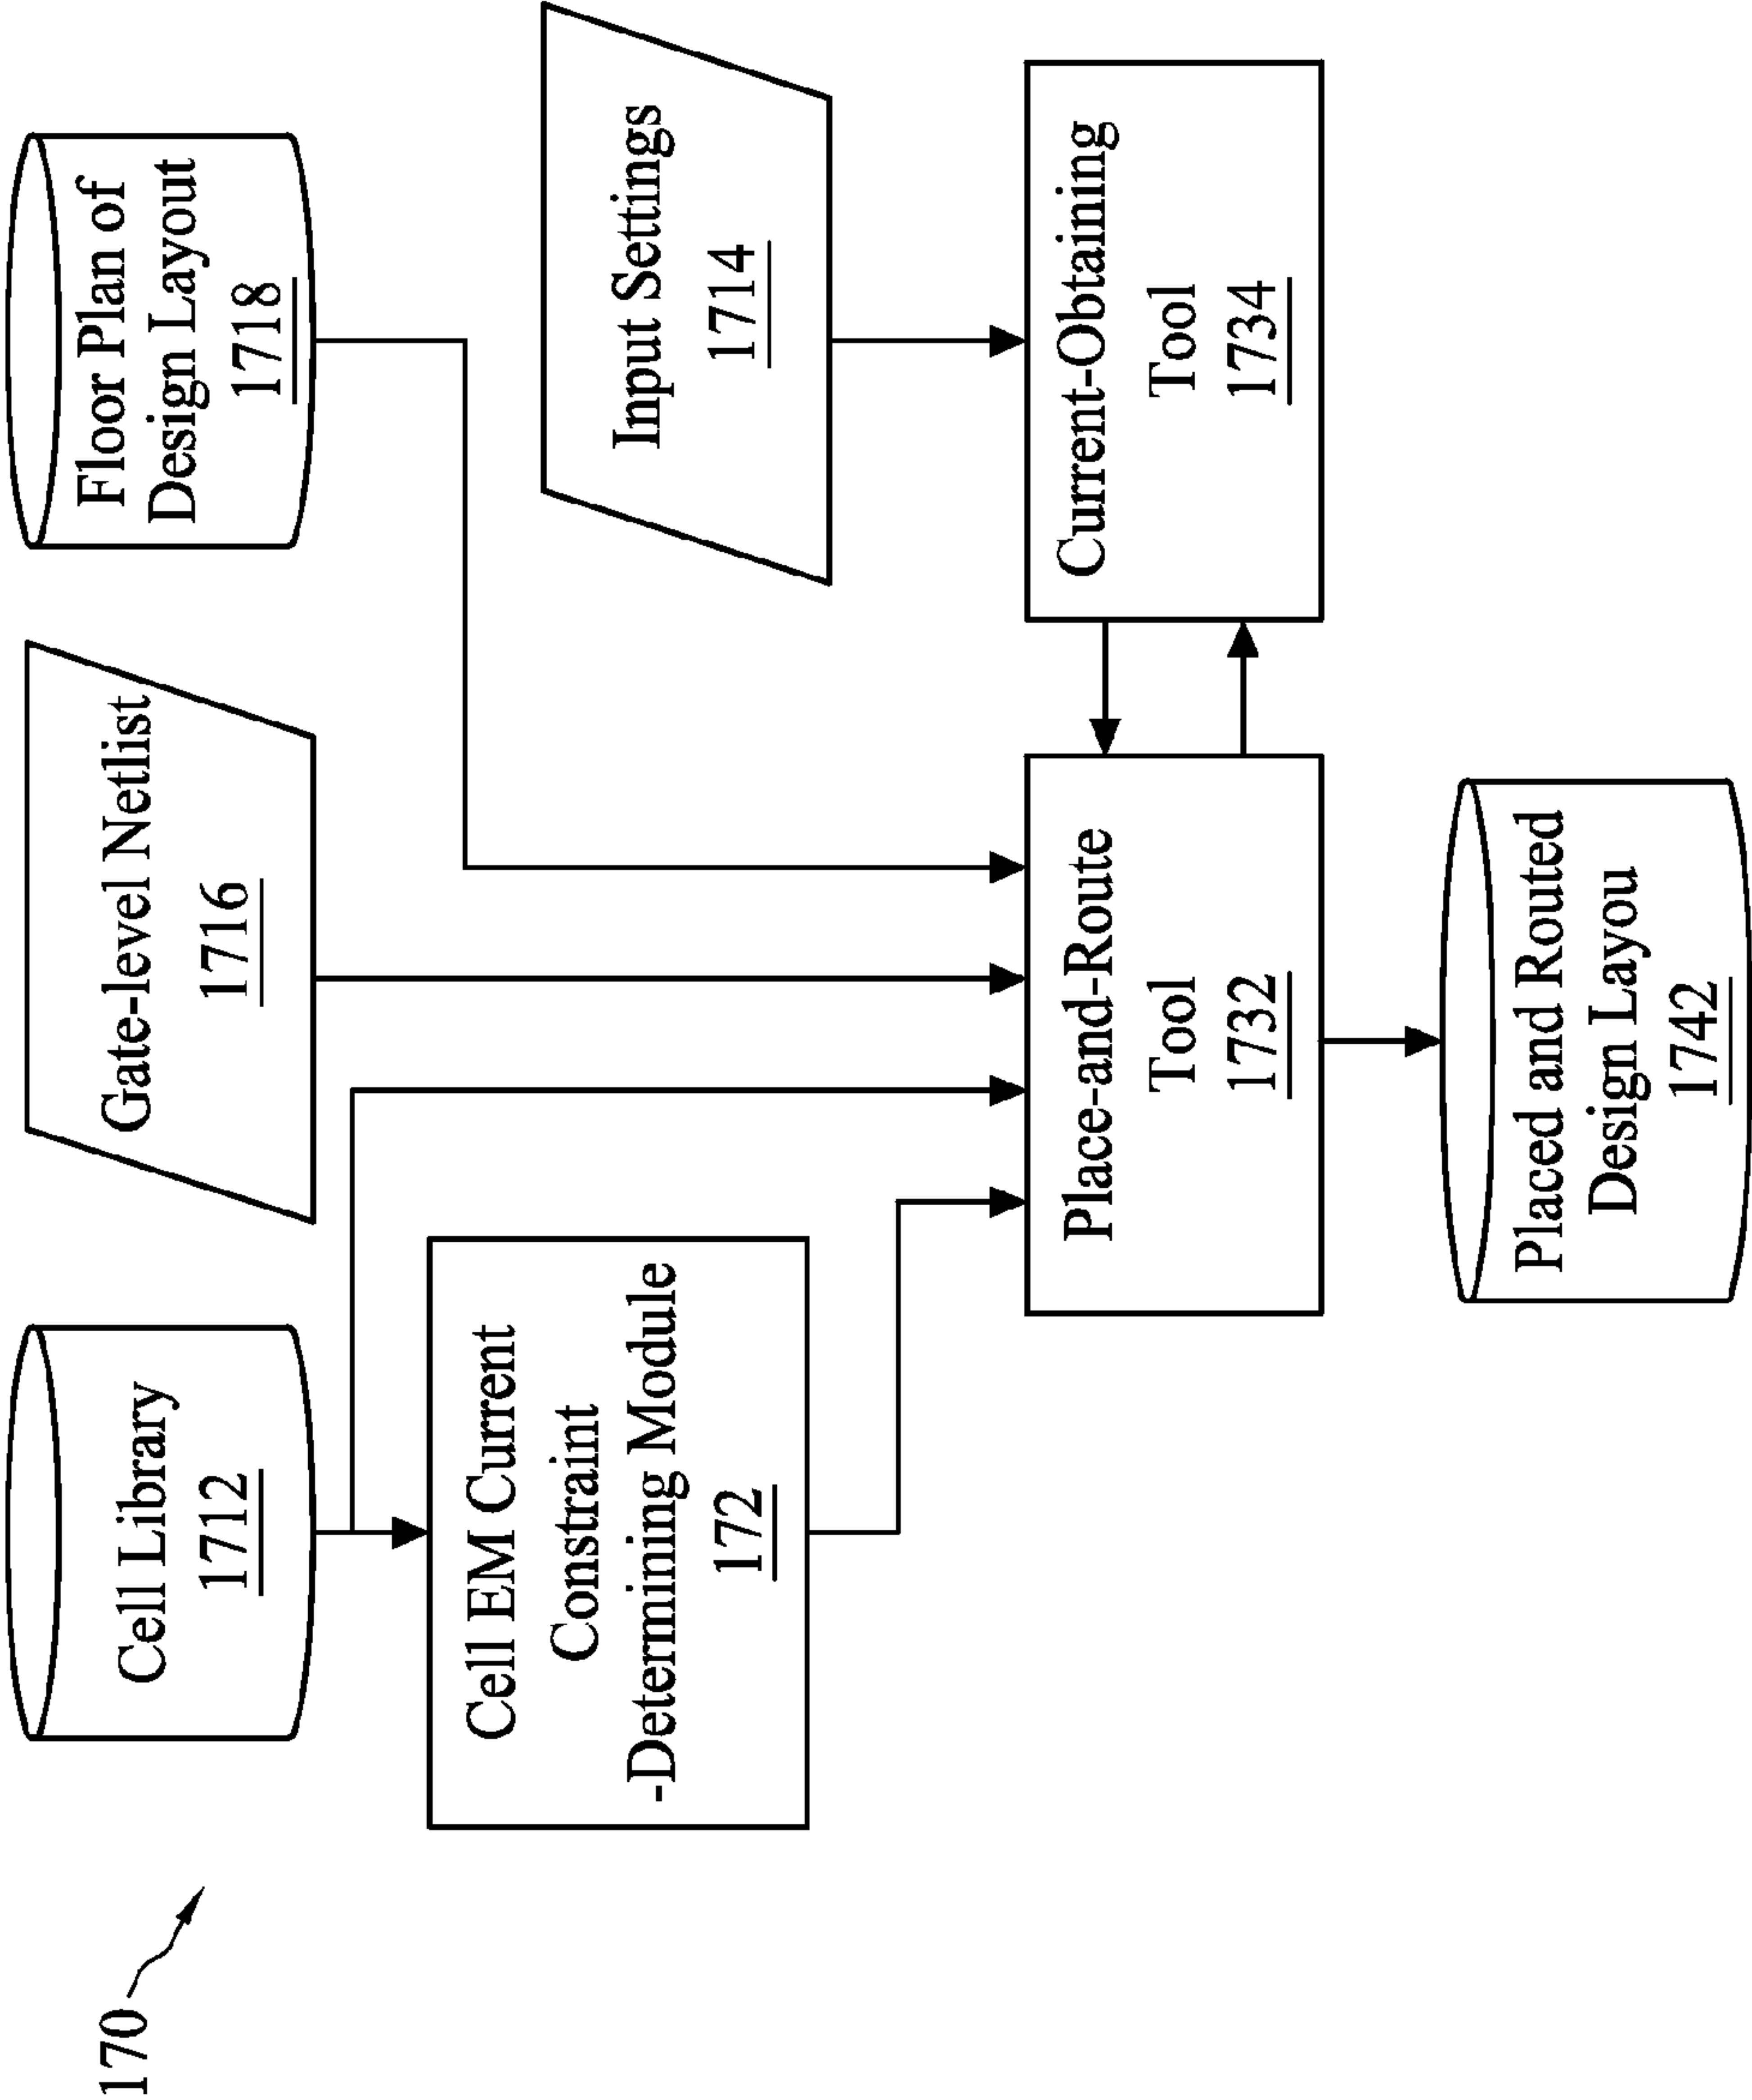 170
Cell Library
1712
Gate-level Netlist
1716
Floor Plan of
Design Layout
1718
Cell EM Current
Constraint
-Determining Module
172
Input Settings
1714
Place-and-Route
Tool
1732
Current-Obtaining
Tool
1734
Placed and Routed
Design Layou
1742